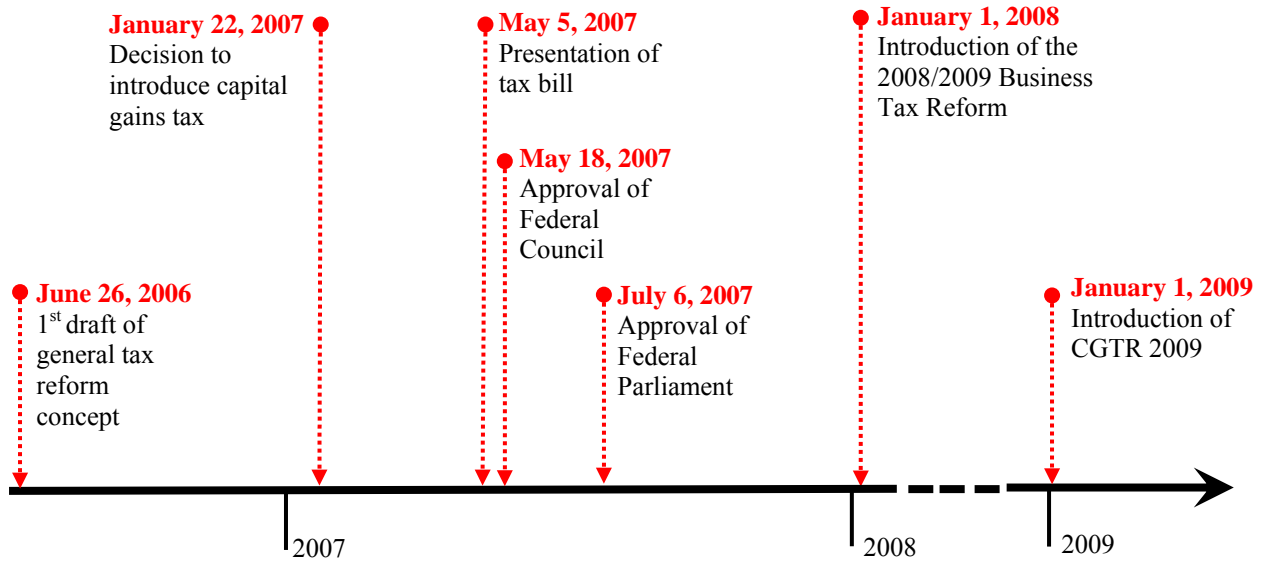 January 22, 2007
Decision to
introduce capital
gains tax
May 5, 2007
Presentation of
tax bill
January 1, 2008
Introduction of the
2008/2009 Business
Tax Reform
May 18, 2007
Approval of
Federal
Council
June 26, 2006
1st draft of
general tax
reform
concept
July 6, 2007
Approval of
Federal
Parliament
January 1, 2009
Introduction of
CGTR 2009
2007
2008
2009